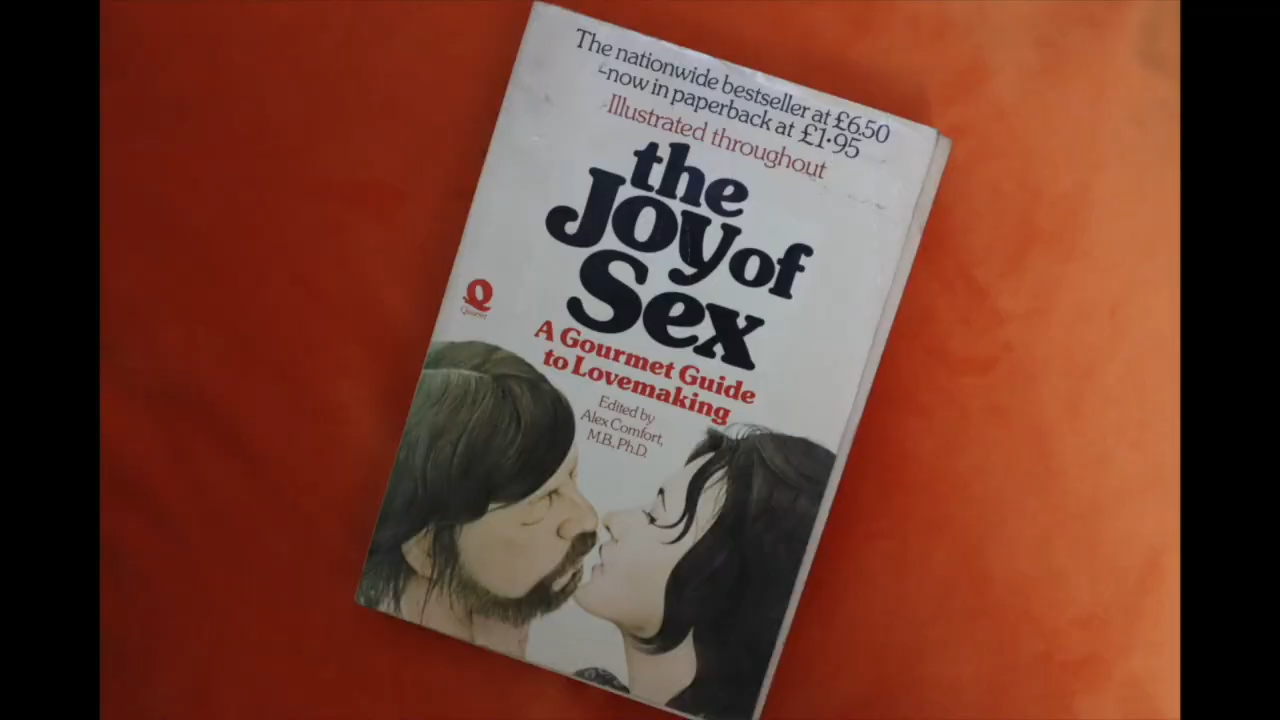 The nationwide bestseller at £6.50
-now in paperback at £1·95
Illustrated throughout
the
Joy of
Sex
A Gourmet Guide
to Lovemaking
Edited by
Alex Comfort,
M.B., Ph.D.
Q
Quartet